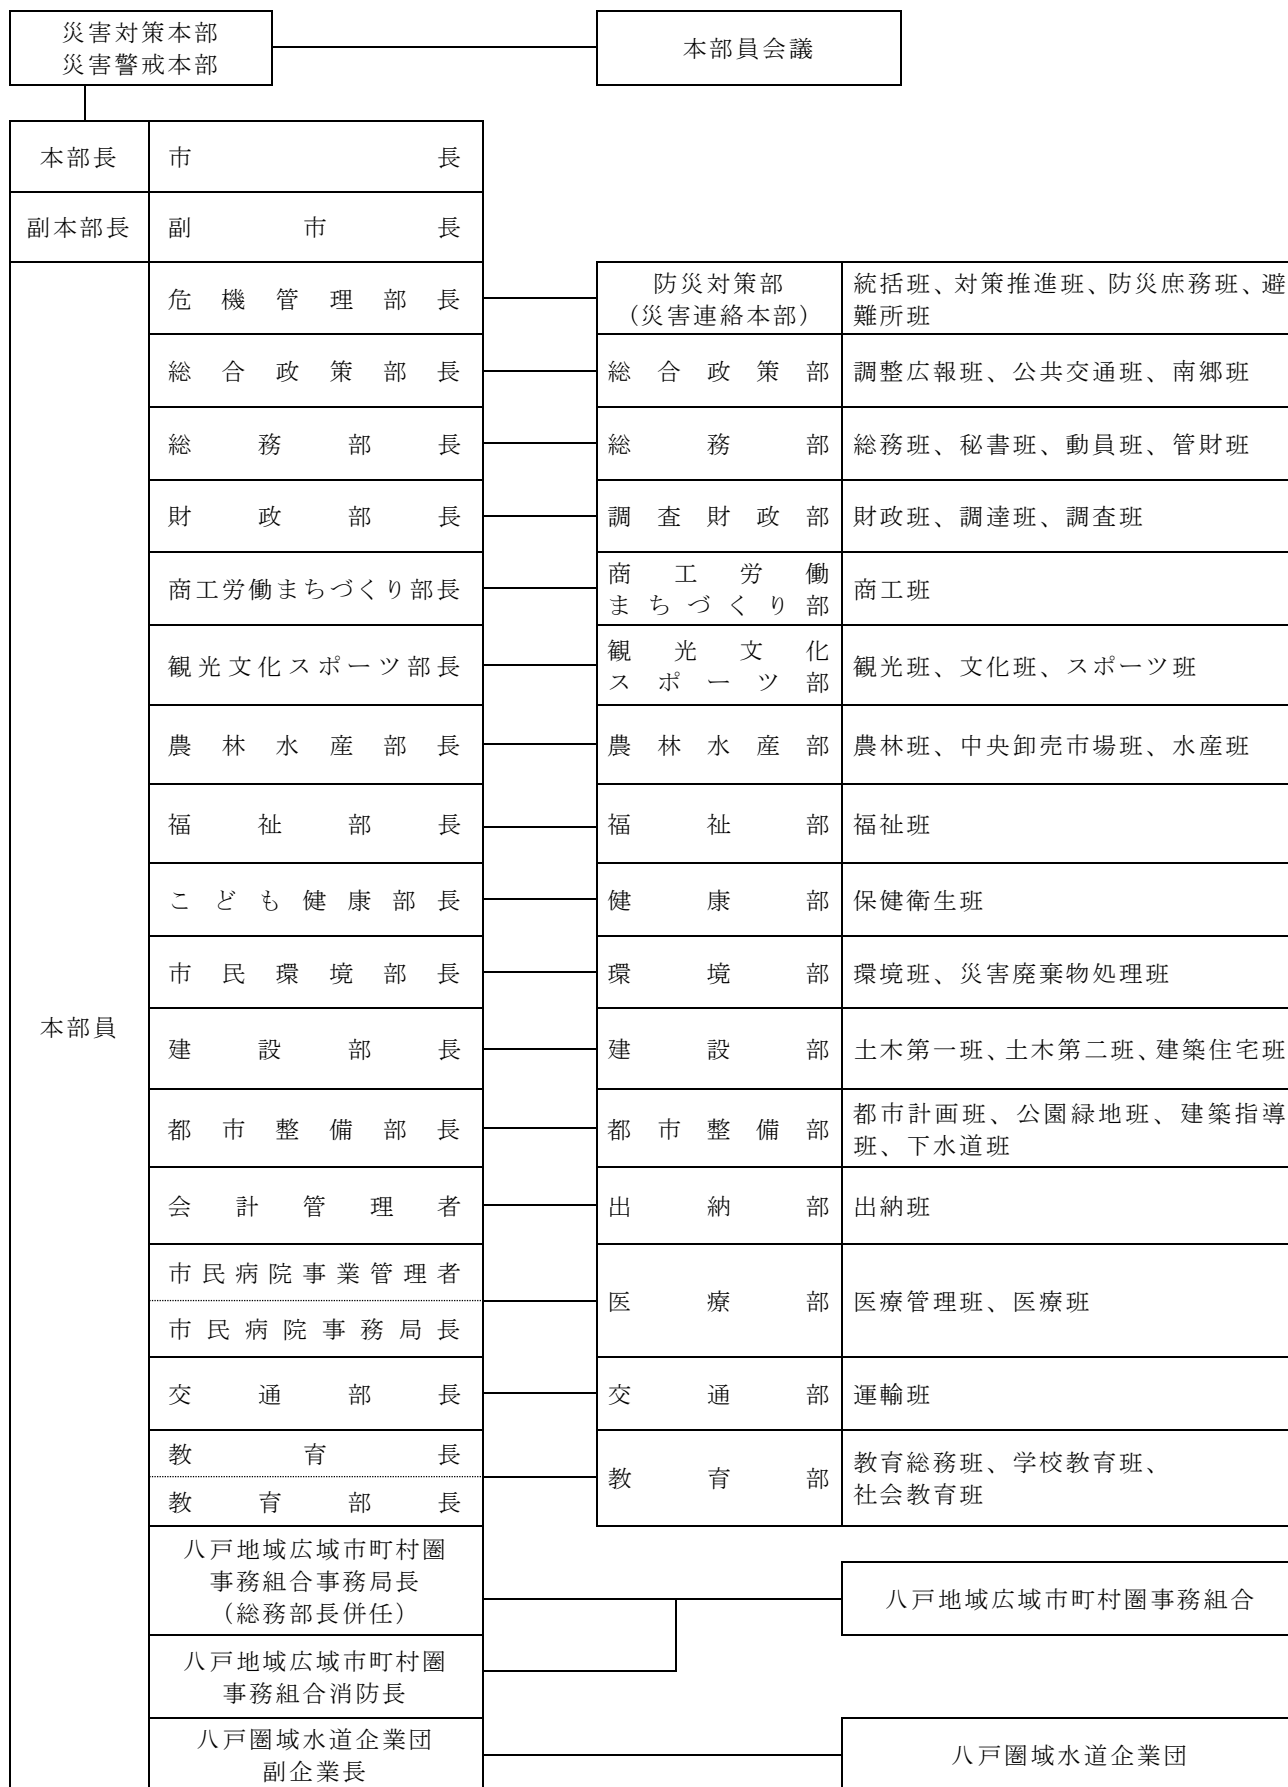 災害対策本部
災害警戒本部
本部員会議
本部長
市長
副本部長
副市長
本部員
危機管理部長
防災対策部
(災害連絡本部)
統括班、対策推進班、防災庶務班、避
難所班
総合政策部長
総合政策部
調整広報班、公共交通班、南郷班
総務部長
総務部
総務班、秘書班、動員班、管財班
財政部長
調査財政部
財政班、調達班、調査班
商工労働まちづくり部長
商工労働
まちづくり部
商工班
観光文化スポーツ部長
観光文化
スポーツ部
観光班、文化班、スポーツ班
農林水産部長
農林水産部
農林班、中央卸売市場班、水産班
福祉部長
福祉部
福祉班
こども健康部長
健康部
保健衛生班
市民環境部長
環境部
環境班、災害廃棄物処理班
建設部長
建設部
土木第一班、土木第二班、建築住宅班
都市整備部長
都市整備部
都市計画班、公園緑地班、建築指導
班、下水道班
会計管理者
出納部
出納班
市民病院事業管理者
市民病院事務局長
医療部
医療管理班、医療班
交通部長
交通部
運輸班
教育長
教育部長
教育部
教育総務班、学校教育班、
社会教育班
八戸地域広域市町村圏
事務組合事務局長
(総務部長併任)
八戸地域広域市町村圏事務組合
八戸地域広域市町村圏
事務組合消防長
八戸圏域水道企業団
副企業長
八戸圏域水道企業団